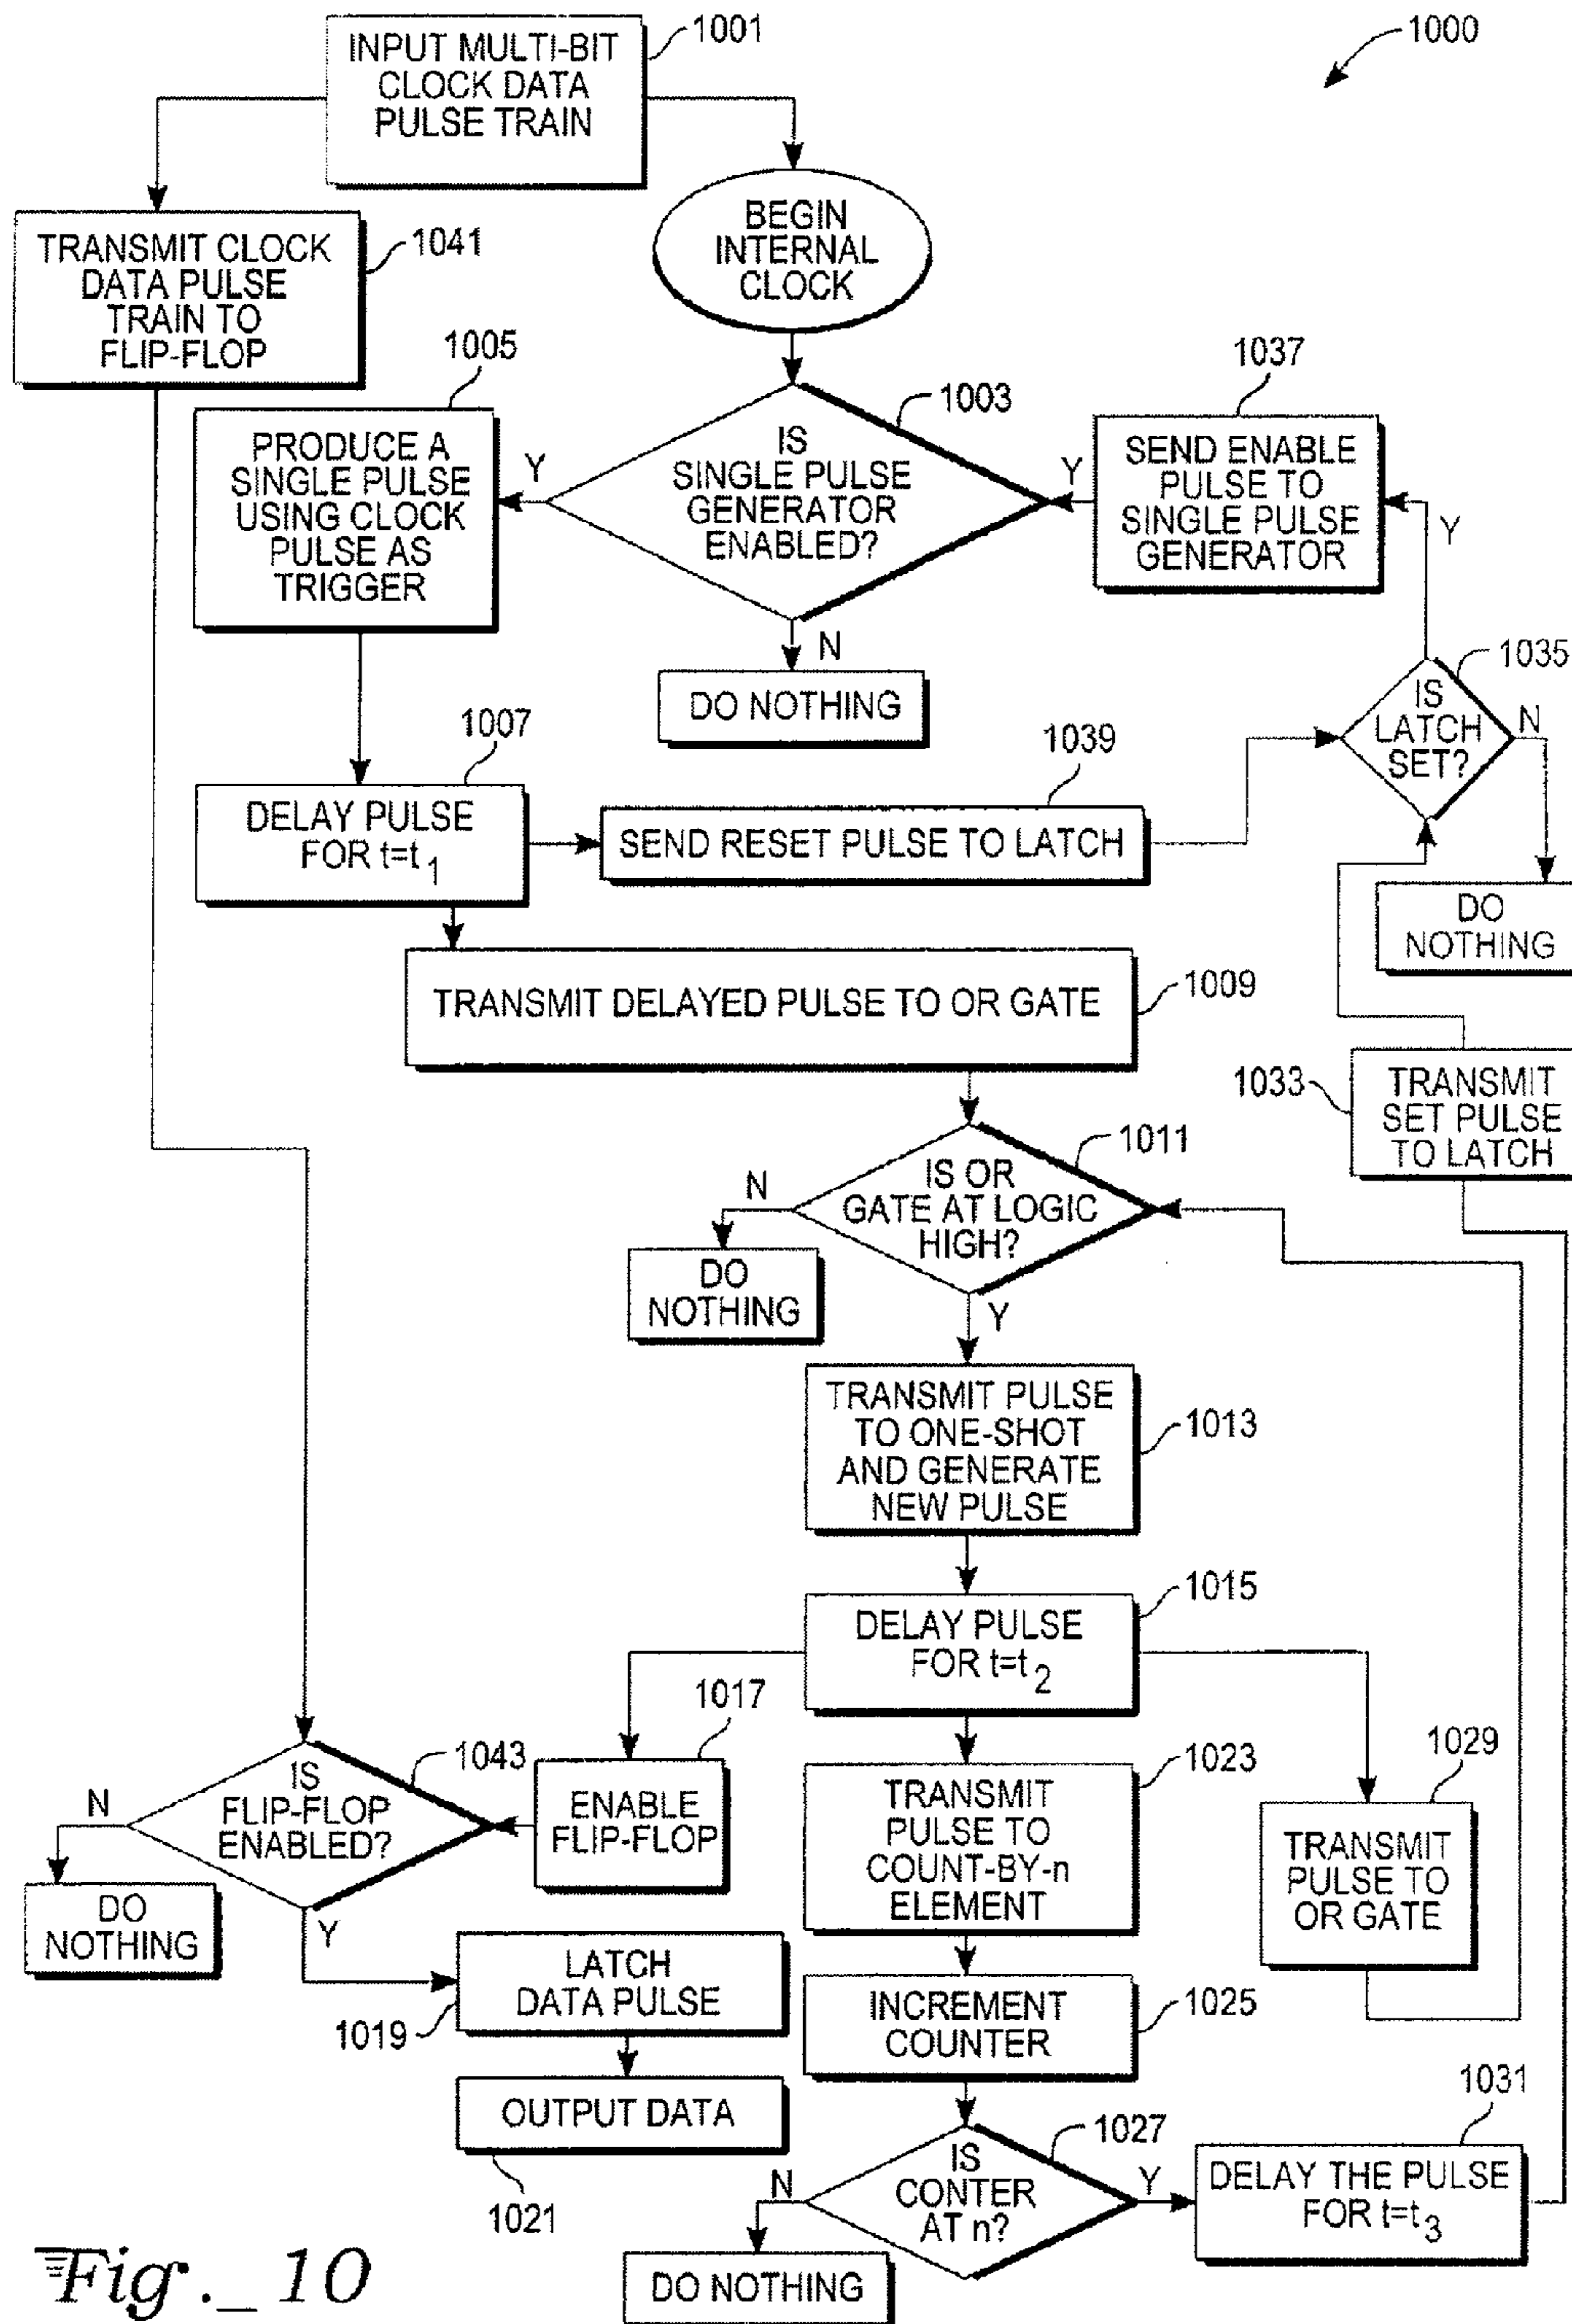 1001
1000
INPUT MULTI-BIT
CLOCK DATA
PULSE TRAIN
BEGIN
INTERNAL
CLOCK
TRANSMIT CLOCK
DATA PULSE
TRAIN TO
FLIP-FLOP
1041
1005
PRODUCE A
SINGLE PULSE
USING CLOCK
PULSE AS
TRIGGER
Y
IS
SINGLE PULSE
GENERATOR
ENABLED?
1003
Y
1037
SEND ENABLE
PULSE TO
SINGLE PULSE
GENERATOR
Y
N
DO NOTHING
1035
IS
LATCH
SET?
N
DO
NOTHING
1007
DELAY PULSE
FOR t=t1
1039
SEND RESET PULSE TO LATCH
TRANSMIT DELAYED PULSE TO OR GATE
1009
1033
TRANSMIT
SET PULSE
TO LATCH
1011
IS OR
GATE AT LOGIC
HIGH?
N
DO
NOTHING
Y
TRANSMIT PULSE
TO ONE-SHOT
AND GENERATE
NEW PULSE
1013
DELAY PULSE
FOR t=t2
1015
1017
ENABLE
FLIP-FLOP
1043
IS
FLIP-FLOP
ENABLED?
N
DO
NOTHING
Y
1023
TRANSMIT
PULSE TO
COUNT-BY-n
ELEMENT
1029
TRANSMIT
PULSE TO
OR GATE
LATCH
DATA PULSE
1019
INCREMENT
COUNTER
1025
OUTPUT DATA
1021
1027
IS
CONTER
AT n?
N
DO NOTHING
Y
1031
DELAY THE PULSE
FOR t=t3
Fig._10